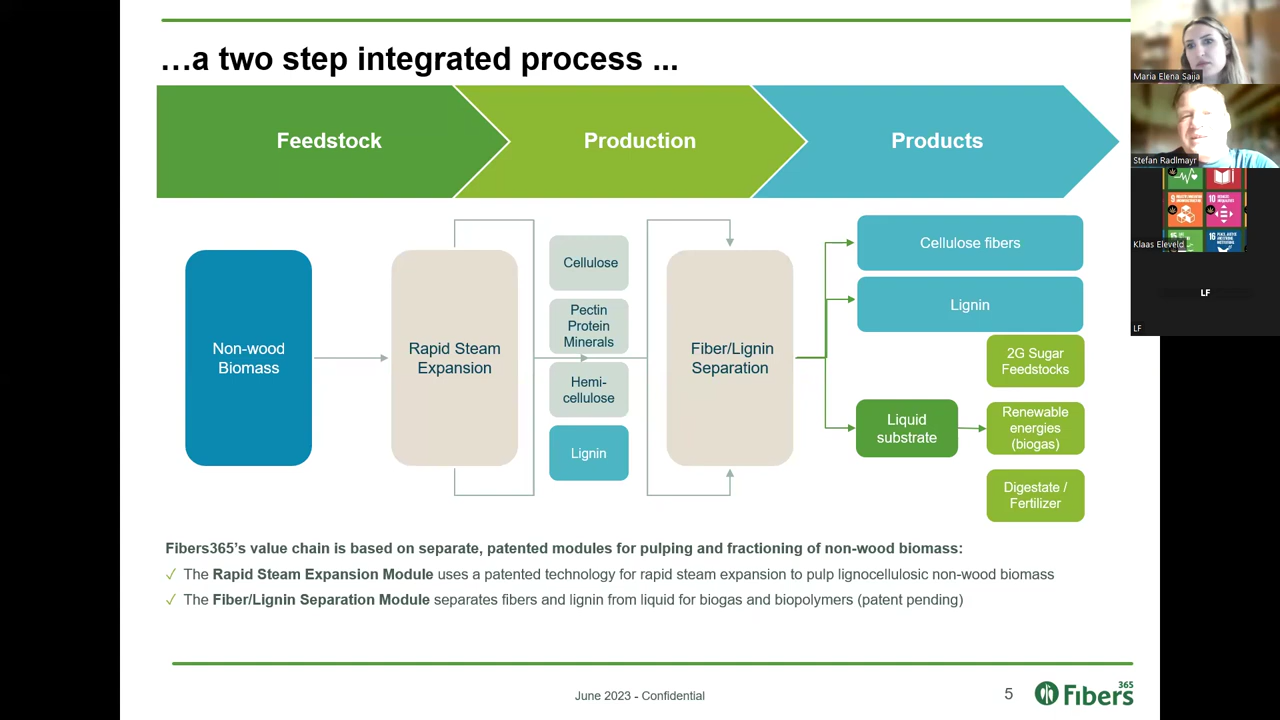 …a two step integrated process ...
Feedstock
Production
Products
Non-wood
Biomass
Rapid Steam
Expansion
Cellulose
Pectin
Protein
Minerals
Hemi-
cellulose
Lignin
Fiber/Lignin
Separation
Cellulose fibers
Lignin
Liquid
substrate
2G Sugar
Feedstocks
Renewable
energies
(biogas)
Digestate /
Fertilizer
Fibers365's value chain is based on separate, patented modules for pulping and fractioning of non-wood biomass:
✓ The Rapid Steam Expansion Module uses a patented technology for rapid steam expansion to pulp lignocellulosic non-wood biomass
✓ The Fiber/Lignin Separation Module separates fibers and lignin from liquid for biogas and biopolymers (patent pending)
June 2023 - Confidential
5
Fibers 365
Maria Elena Saija
Stefan Radlmayr
Klaas Eleveld
LF
LF